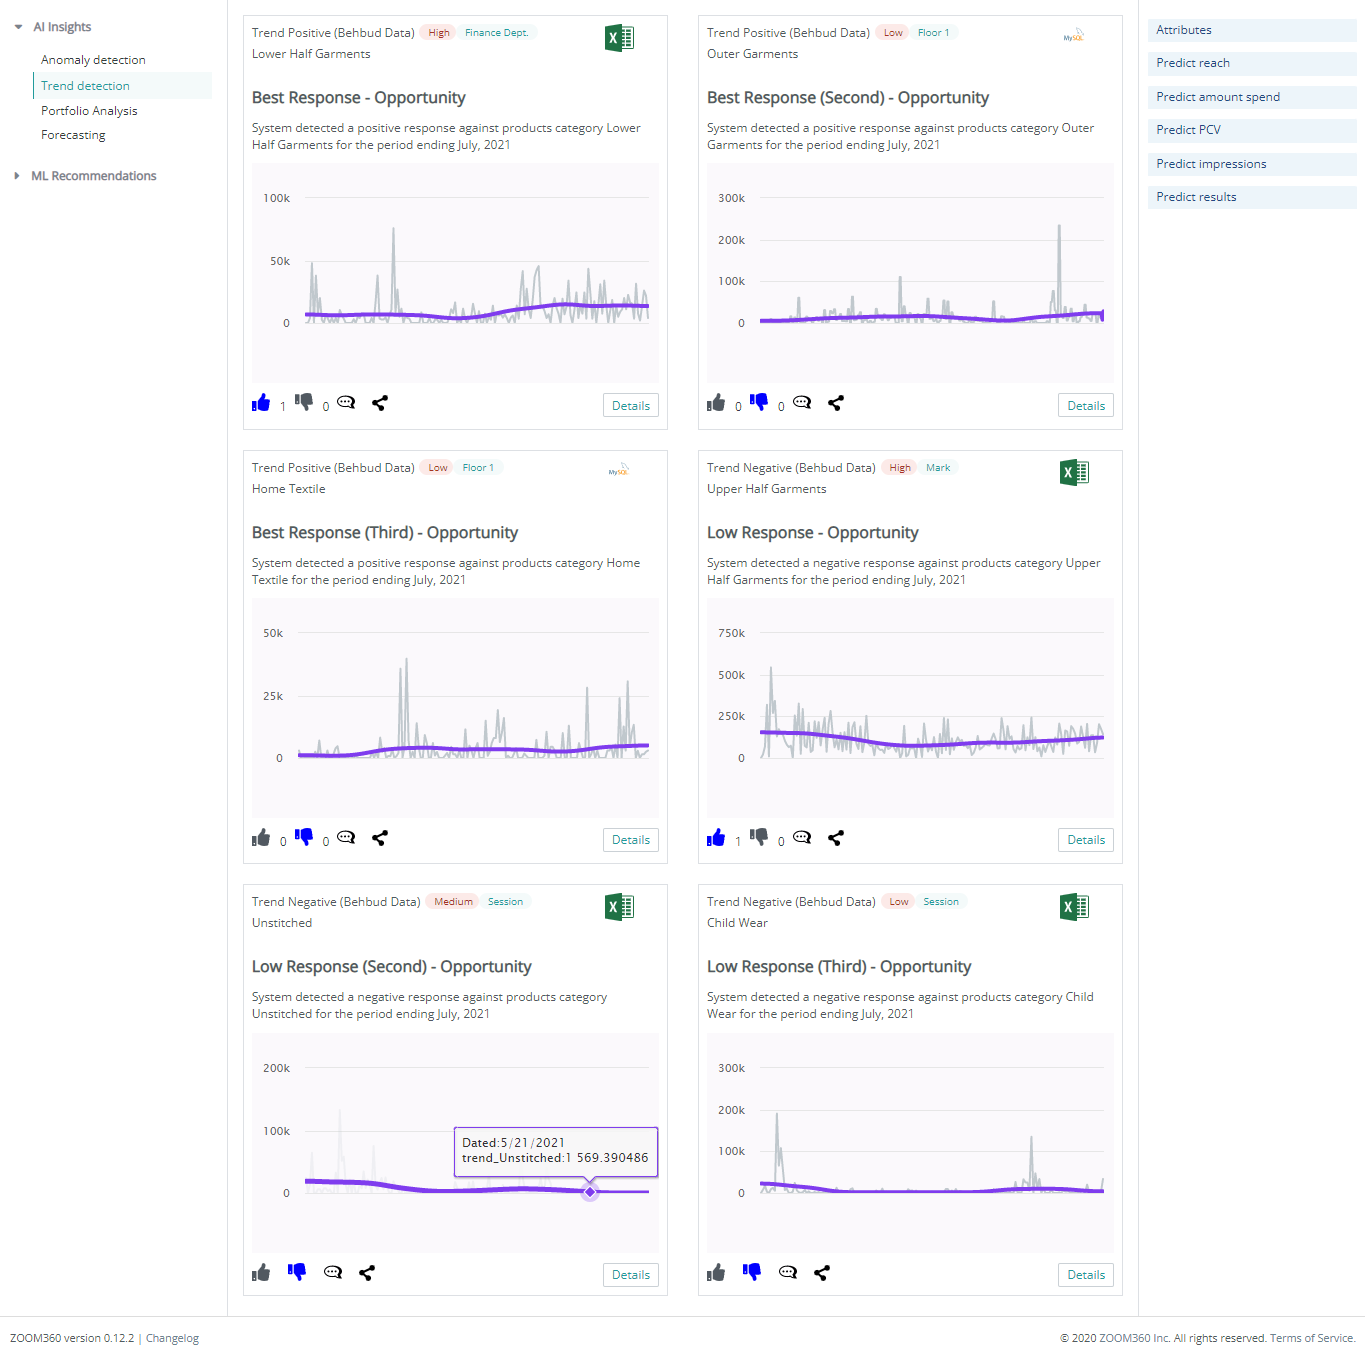 AI Insights
Anomaly detection
Trend detection
Portfolio Analysis
Forecasting
ML Recommendations
Trend Positive (Behbud Data) High Finance Dept.
Lower Half Garments
Best Response - Opportunity
System detected a positive response against products category Lower
Half Garments for the period ending July, 2021
100k
50k
0
1 0
Details
Trend Positive (Behbud Data) Low Floor 1
MySQL
Outer Garments
Best Response (Second) - Opportunity
System detected a positive response against products category Outer
Garments for the period ending July, 2021
300k
200k
100k
0
0 0
Details
Trend Positive (Behbud Data) Low Floor 1
MySQL
Home Textile
Best Response (Third) - Opportunity
System detected a positive response against products category Home
Textile for the period ending July, 2021
50k
25k
0
0 0
Details
Trend Negative (Behbud Data) High Mark
Upper Half Garments
Low Response - Opportunity
System detected a negative response against products category Upper
Half Garments for the period ending July, 2021
750k
500k
250k
0
1 0
Details
Trend Negative (Behbud Data) Medium Session
Unstitched
Low Response (Second) - Opportunity
System detected a negative response against products category
Unstitched for the period ending July, 2021
200k
100k
0
Dated:5/21/2021
trend_Unstitched:1 569.390486
Details
Trend Negative (Behbud Data) Low Session
Child Wear
Low Response (Third) - Opportunity
System detected a negative response against products category Child
Wear for the period ending July, 2021
300k
200k
100k
0
Details
Attributes
Predict reach
Predict amount spend
Predict PCV
Predict impressions
Predict results
ZOOM360 version 0.12.2 | Changelog
© 2020 ZOOM360 Inc. All rights reserved. Terms of Service.